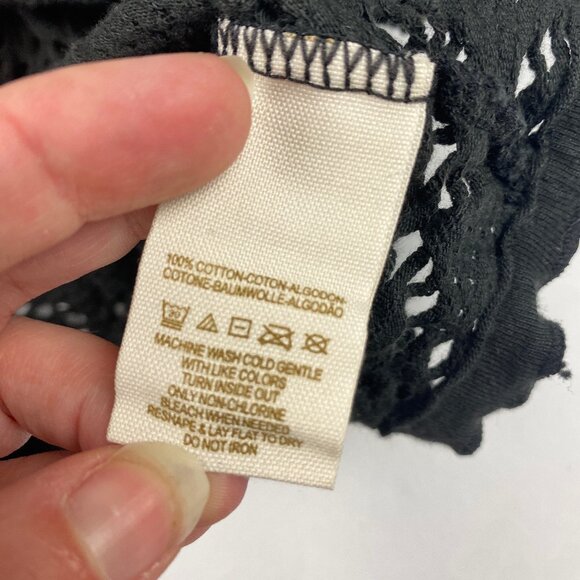 100% COTTON-COTON-ALGODON-
COTONE-BAUMWOLLE-ALGODAO
MACHINE WASH COLD GENTLE
WITH LIKE COLORS
TURN INSIDE OUT
ONLY NON-CHLORINE
BLEACH WHEN NEEDED
RESHAPE & LAY FLAT TO DRY
DO NOT IRON